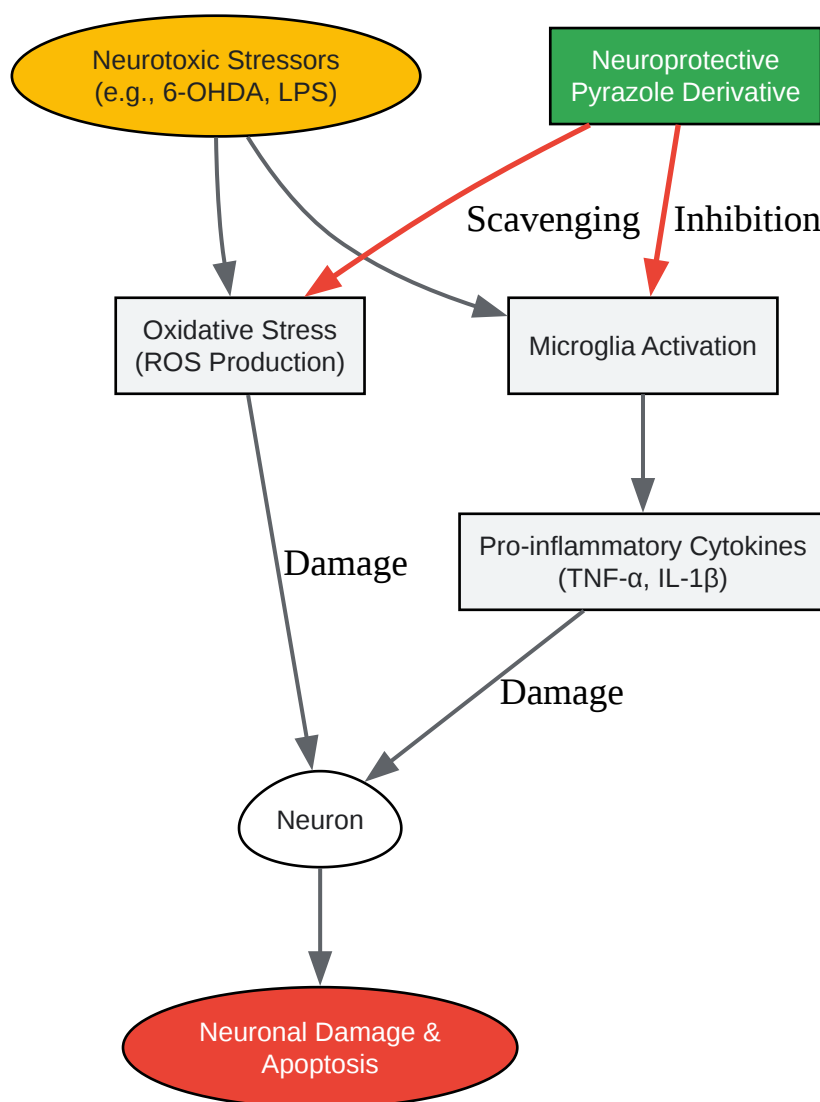 Neurotoxic Stressors
(e.g., 6-OHDA, LPS)
Neuroprotective
Pyrazole Derivative
Scavenging
Inhibition
Oxidative Stress
(ROS Production)
Microglia Activation
Pro-inflammatory Cytokines
(TNF-α, IL-1β)
Damage
Damage
Neuron
Neuronal Damage &
Apoptosis